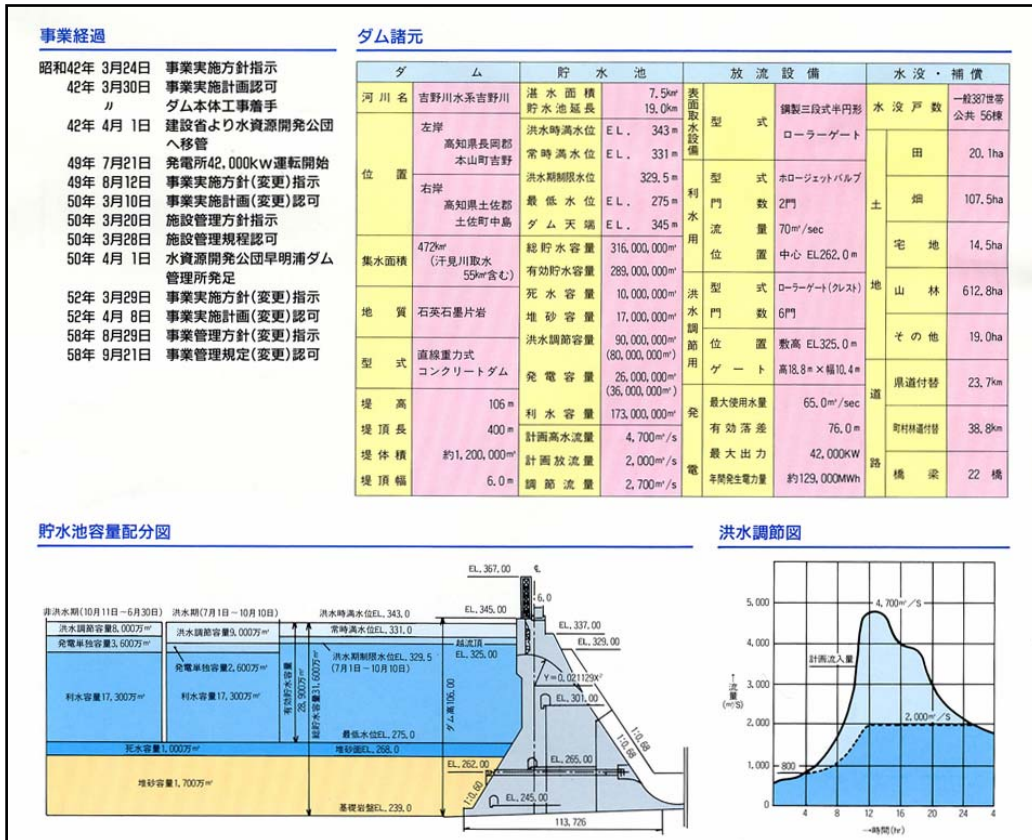 事業経過
昭和42年 3月24日 事業実施方針指示
42年 3月30日 事業実施計画認可
〃 ダム本体工事着手
42年 4月 1日 建設省より水資源開発公団
へ移管
49年 7月21日 発電所42,000kW運転開始
49年 8月12日 事業実施方針(変更)指示
50年 3月10日 事業実施計画(変更)認可
50年 3月20日 施設管理方針指示
50年 3月28日 施設管理規程認可
50年 4月 1日 水資源開発公団早明浦ダム
管理所発足
52年 3月29日 事業実施方針(変更)指示
52年 4月 8日 事業実施計画(変更)認可
58年 8月29日 事業管理方針(変更)指示
58年 9月21日 事業管理規定(変更)認可
ダム諸元
ダム
河川名 吉野川水系吉野川
位置
左岸
高知県長岡郡
本山町吉野
右岸
高知県土佐郡
土佐町中島
集水面積
472km²
(汗見川取水
55km²含む)
地質 石英石墨片岩
型式
直線重力式
コンクリートダム
堤高 106m
堤頂長 400m
堤体積 約1,200,000m³
堤頂幅 6.0m
貯水池
湛水面積 7.5km²
貯水池延長 19.0km
洪水時満水位 EL. 343m
常時満水位 EL. 331m
洪水期制限水位 329.5m
最低水位 EL. 275m
ダム天端 EL. 345m
総貯水容量 316,000,000m³
有効貯水容量 289,000,000m³
死水容量 10,000,000m³
堆砂容量 17,000,000m³
洪水調節容量 90,000,000m³
(80,000,000m³)
発電容量 26,000,000m³
(36,000,000m³)
利水容量 173,000,000m³
計画高水流量 4,700m³/s
計画放流量 2,000m³/s
調節流量 2,700m³/s
放流設備
表面取水設備
型式
鋼製三段式半円形
ローラーゲート
利水用
型式 ホロージェットバルブ
門数 2門
流量 70m³/sec
位置 中心 EL262.0m
洪水調節用
型式 ローラーゲート(クレスト)
門数 6門
位置 敷高 EL325.0m
ゲート 高18.8m×幅10.4m
発電
最大使用水量 65.0m³/sec
有効落差 76.0m
最大出力 42,000KW
年間発生電力量 約129,000MWh
水没・補償
水没戸数
一般387世帯
公共 56棟
土地
田 20.1ha
畑 107.5ha
宅地 14.5ha
山林 612.8ha
その他 19.0ha
道路
県道付替 23.7km
町村林道付替 38.8km
橋梁 22 橋
貯水池容量配分図
非洪水期(10月11日〜6月30日)
洪水調節容量8,000万m³
発電単独容量3,600万m³
利水容量17,300万m³
洪水期(7月1日〜10月10日)
洪水調節容量9,000万m³
発電単独容量2,600万m³
利水容量17,300万m³
死水容量1,000万m³
堆砂容量1,700万m³
有効貯水容量
28,900万m³
総貯水容量31,600万m³
洪水時満水位EL, 343.0
常時満水位EL, 331.0
洪水期制限水位EL, 329.5
(7月1日〜10月10日)
最低水位EL, 275.0
堆砂面EL, 268.0
基礎岩盤EL, 239.0
ダム高106.00
EL, 367.00
℄
6.0
EL, 345.00
越流頂
EL, 325.00
EL, 337.00
EL, 329.00
Y=0.021129X²
EL, 301.00
EL, 262.00
EL, 265.00
EL, 245.00
1:0.60
1:0.68
1:0.68
113,726
洪水調節図
5,000
4,000
3,000
2,000
1,000
0
800
↑流量(m³/S)
計画流入量
4,700m³/S
2,000m³/S
0 4 8 12 16 20 24 4
→時間(hr)